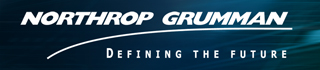 NORTHROP GRUMMAN
DEFINING THE FUTURE